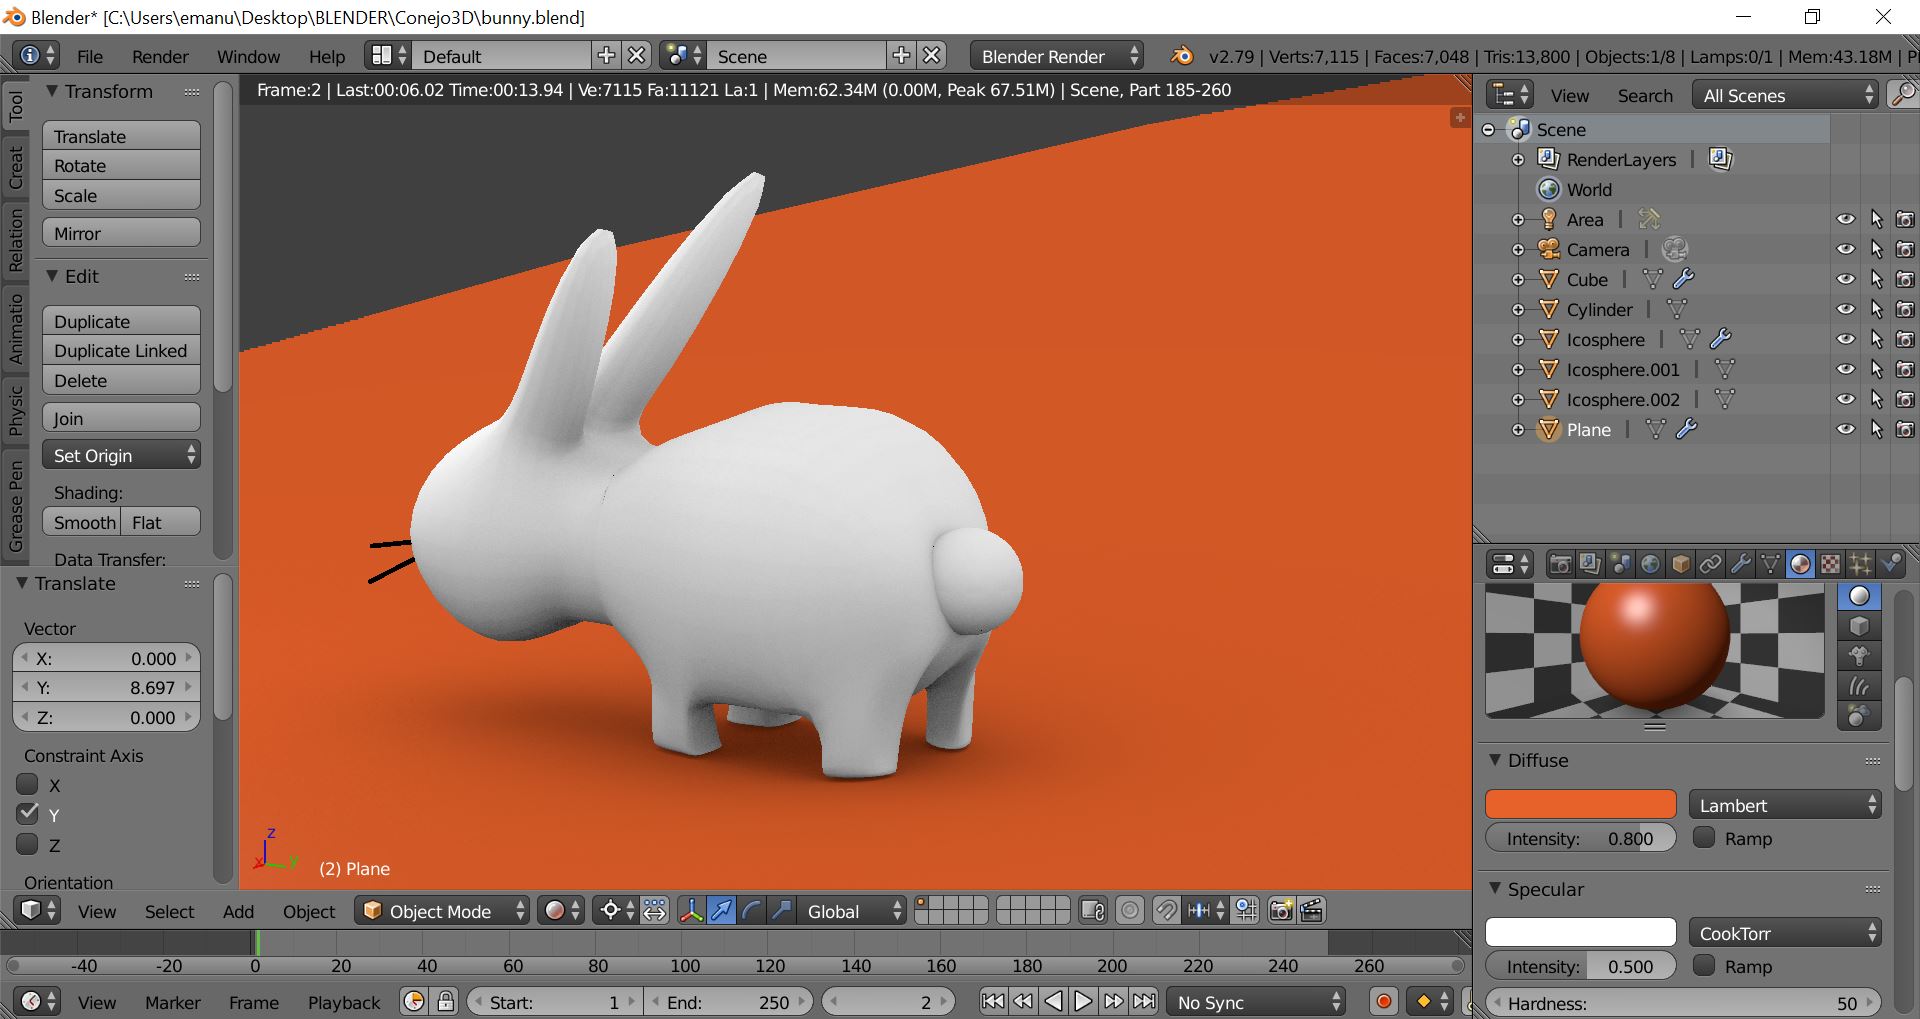 Blender* [C:\Users\emanu\Desktop\BLENDER\Conejo3D\bunny.blend]
File Render Window Help Default Scene Blender Render v2.79 | Verts:7,115 | Faces:7,048 | Tris:13,800 | Objects:1/8 | Lamps:0/1 | Mem:43.18M | Pl
Frame:2 | Last:00:06.02 Time:00:13.94 | Ve:7115 Fa:11121 La:1 | Mem:62.34M (0.00M, Peak 67.51M) | Scene, Part 185-260
Tool
Creat
Relation
Animatio
Physic
Grease Pen
Transform
Translate
Rotate
Scale
Mirror
Edit
Duplicate
Duplicate Linked
Delete
Join
Set Origin
Shading:
Smooth Flat
Data Transfer:
Translate
Vector
X: 0.000
Y: 8.697
Z: 0.000
Constraint Axis
X
Y
Z
Orientation
z
x y
(2) Plane
View Search All Scenes
Scene
RenderLayers |
World
Area |
Camera |
Cube |
Cylinder |
Icosphere |
Icosphere.001 |
Icosphere.002 |
Plane |
Diffuse
Lambert
Intensity: 0.800 Ramp
Specular
CookTorr
Intensity: 0.500 Ramp
Hardness: 50
View Select Add Object Object Mode Global
-40 -20 0 20 40 60 80 100 120 140 160 180 200 220 240 260
View Marker Frame Playback Start: 1 End: 250 2 No Sync